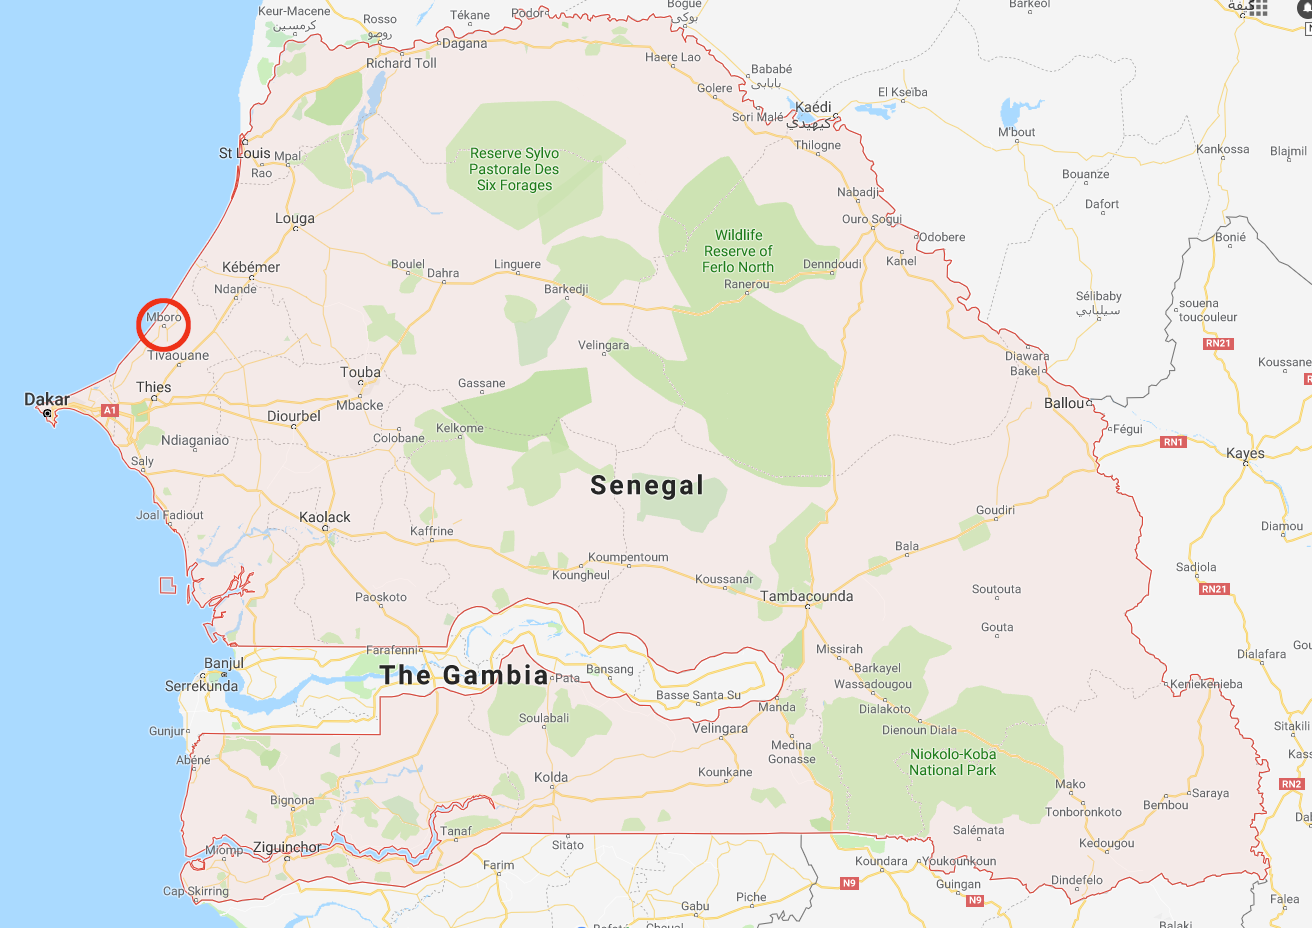 Keur-Macene
كرمسين
Rosso
روصو
Tékane
Podor
Bogue
بوكي
Barkeol
كيفة
Dagana
Richard Toll
Haere Lao
Bababé
بابابى
Golere
Kaédi
كيهيدي
El Kseïba
Sori Malé
M'bout
Thilogne
St Louis
Mpal
Rao
Reserve Sylvo
Pastorale Des
Six Forages
Kankossa
Blajmil
Bouanze
Nabadji
Dafort
Louga
Ouro Sogui
Odobere
Bonié
Wildlife
Reserve of
Ferlo North
Kébémer
Boulel
Dahra
Linguere
Denndoudi
Kanel
Ndande
Barkedji
Ranerou
Sélibaby
سيليبابي
souena
toucouleur
Mboro
RN21
Tivaouane
Velingara
Diawara
Bakel
Koussane
Touba
Thies
Gassane
Dakar
A1
Mbacke
Ballou
Diourbel
Kelkome
Colobane
Ndiaganiao
Fégui
RN1
Kayes
Saly
Senegal
Joal Fadiout
Kaolack
Kaffrine
Goudiri
Diamou
Bala
Koumpentoum
Koungheul
Koussanar
Sadiola
RN21
Paoskoto
Tambacounda
Soutouta
Gouta
Farafenni
Missirah
Dialafara
Banjul
Serrekunda
The Gambia
Pata
Bansang
Basse Santa Su
Barkayel
Wassadougou
Keniekenieba
Manda
Dialakoto
Soulabali
Gunjur
Velingara
Dienoun Diala
Sitakili
Medina
Gonasse
Abéné
Niokolo-Koba
National Park
Kolda
Kounkane
Mako
RN2
Bignona
Bembou
Saraya
Tonboronkoto
Tanaf
Salémata
Ziguinchor
Miomp
Sitato
Kedougou
Farim
Koundara
Youkounkoun
Cap Skirring
N9
Guingan
Dindefelo
Piche
N9
Gabu
Falea